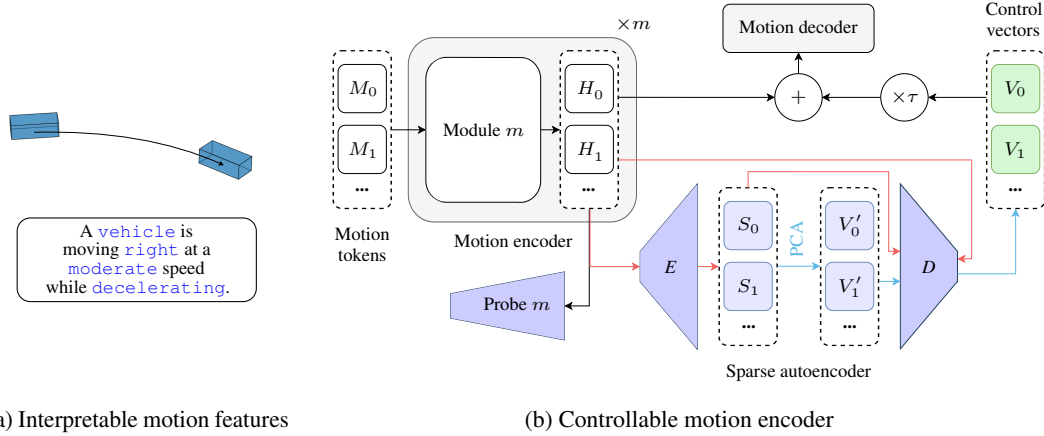 A vehicle is
moving right at a
moderate speed
while decelerating.
a) Interpretable motion features
M0
M1
...
Motion
tokens
Module m
H0
H1
...
×m
Motion encoder
Probe m
Motion decoder
+
×τ
Control
vectors
V0
V1
...
E
S0
S1
...
PCA
V′0
V′1
...
D
Sparse autoencoder
(b) Controllable motion encoder